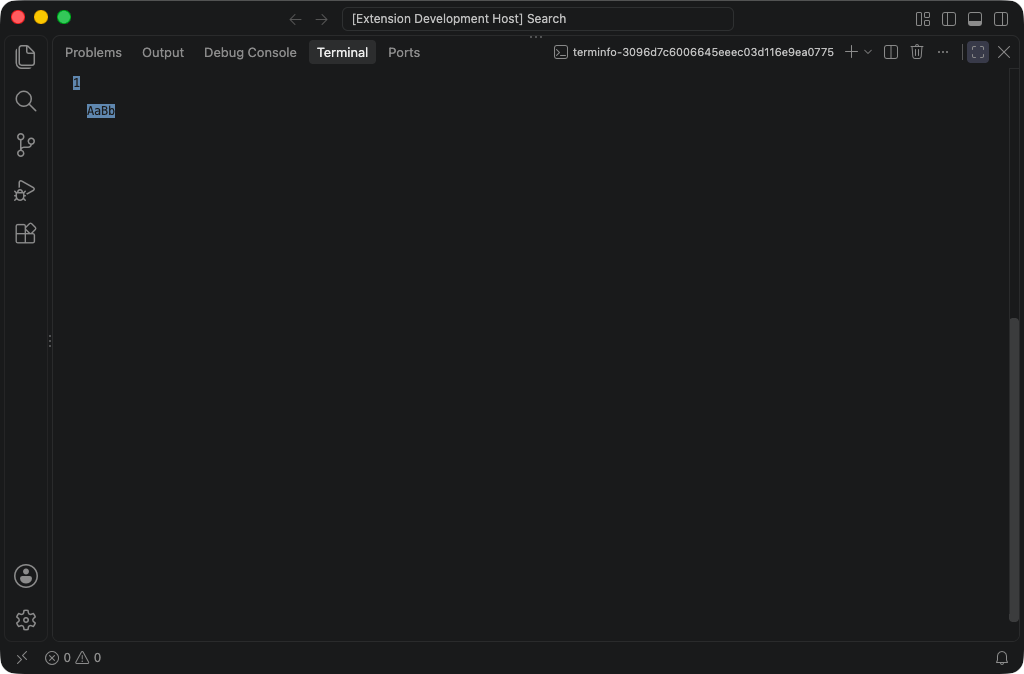 [Extension Development Host] Search
Problems Output Debug Console Terminal Ports
terminfo-3096d7c6006645eeec03d116e9ea0775
1
AaBb
0 0